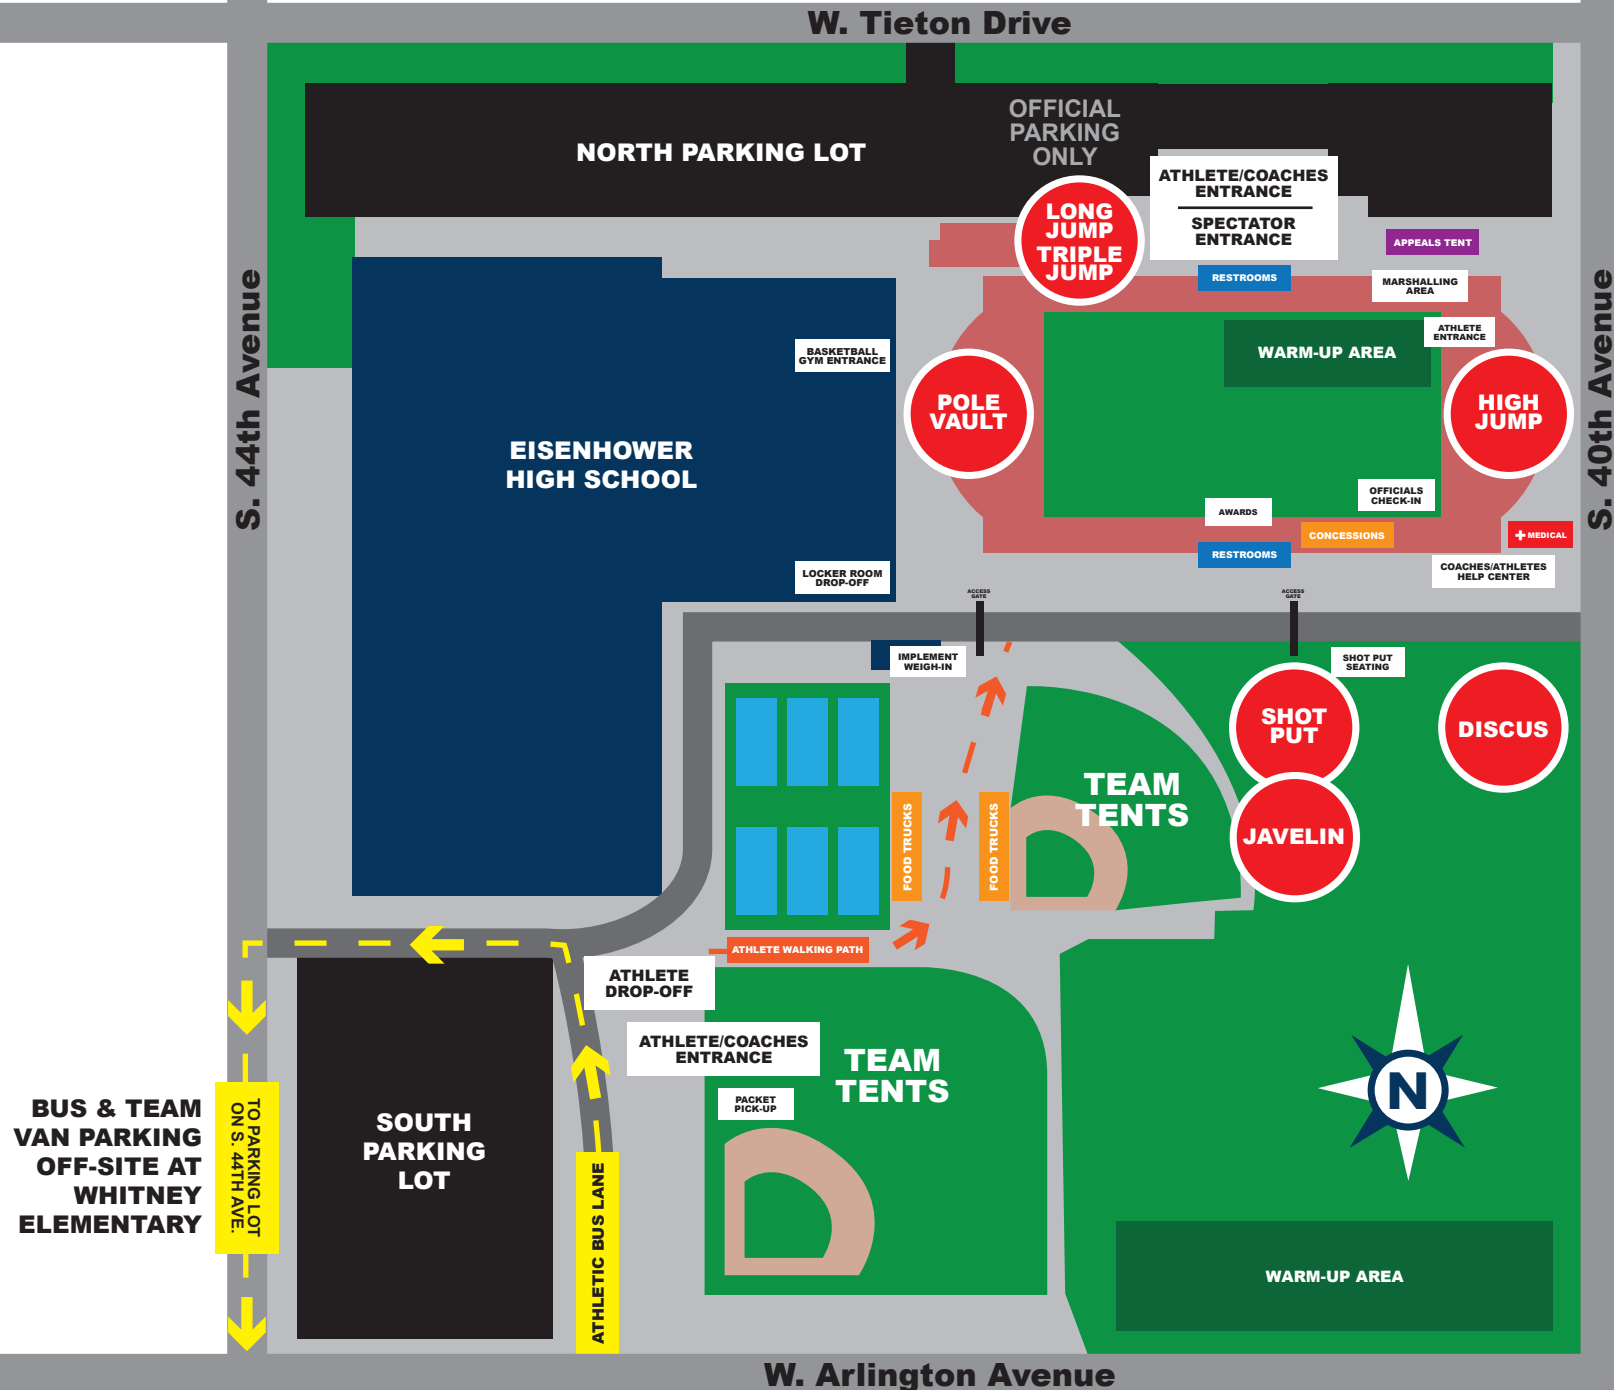 W. Tieton Drive
OFFICIAL
PARKING
ONLY
NORTH PARKING LOT
ATHLETE/COACHES
ENTRANCE
SPECTATOR
ENTRANCE
LONG
JUMP
TRIPLE
JUMP
APPEALS TENT
RESTROOMS
MARSHALLING
AREA
ATHLETE
ENTRANCE
WARM-UP AREA
BASKETBALL
GYM ENTRANCE
POLE
VAULT
HIGH
JUMP
S. 44th Avenue
S. 40th Avenue
EISENHOWER
HIGH SCHOOL
OFFICIALS
CHECK-IN
AWARDS
CONCESSIONS
MEDICAL
RESTROOMS
COACHES/ATHLETES
HELP CENTER
LOCKER ROOM
DROP-OFF
ACCESS
GATE
ACCESS
GATE
IMPLEMENT
WEIGH-IN
SHOT PUT
SEATING
SHOT
PUT
DISCUS
TEAM
TENTS
JAVELIN
FOOD TRUCKS
FOOD TRUCKS
ATHLETE WALKING PATH
ATHLETE
DROP-OFF
ATHLETE/COACHES
ENTRANCE
TEAM
TENTS
PACKET
PICK-UP
N
BUS & TEAM
VAN PARKING
OFF-SITE AT
WHITNEY
ELEMENTARY
TO PARKING LOT
ON S. 44TH AVE.
SOUTH
PARKING
LOT
ATHLETIC BUS LANE
WARM-UP AREA
W. Arlington Avenue